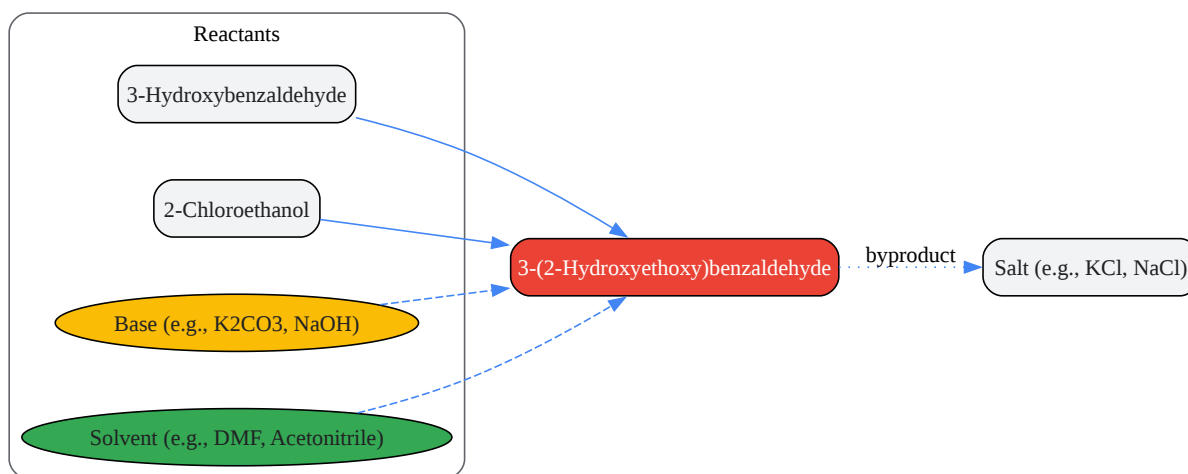 Reactants
3-Hydroxybenzaldehyde
2-Chloroethanol
3-(2-Hydroxyethoxy)benzaldehyde
byproduct
Salt (e.g., KCl, NaCl)
Base (e.g., K2CO3, NaOH)
Solvent (e.g., DMF, Acetonitrile)